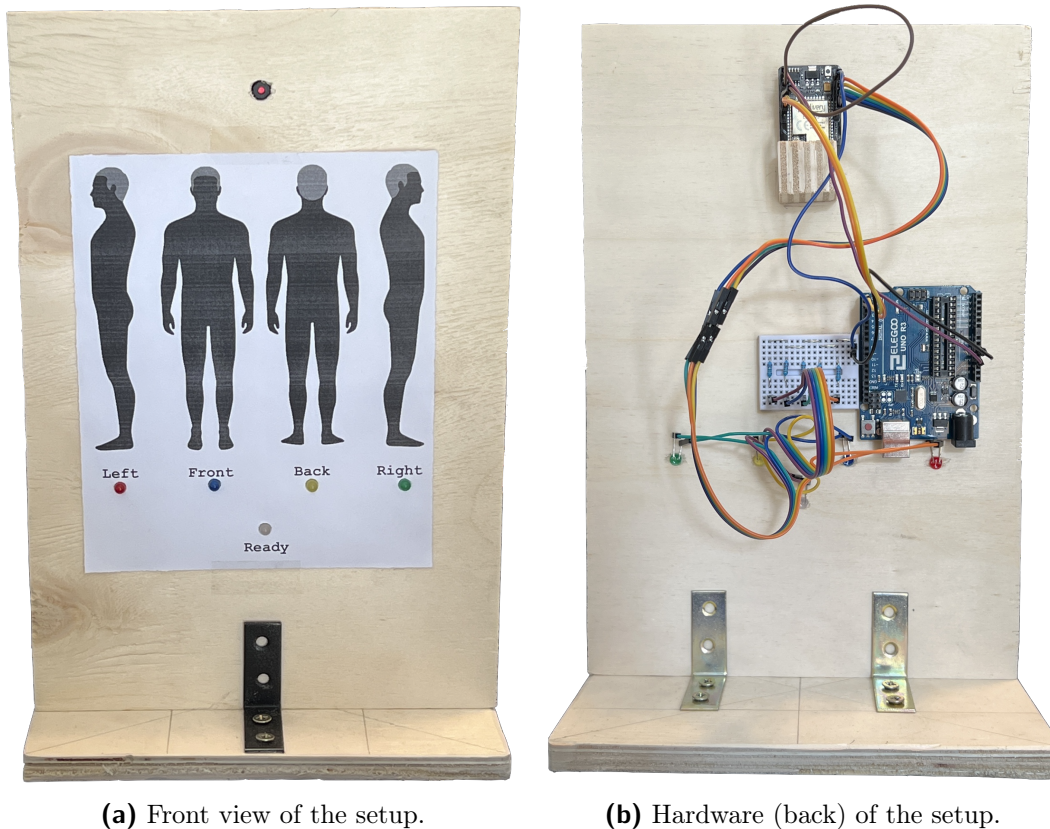 Left Front Back Right
Ready
ELEGOO
UNO R3
(a) Front view of the setup.
(b) Hardware (back) of the setup.